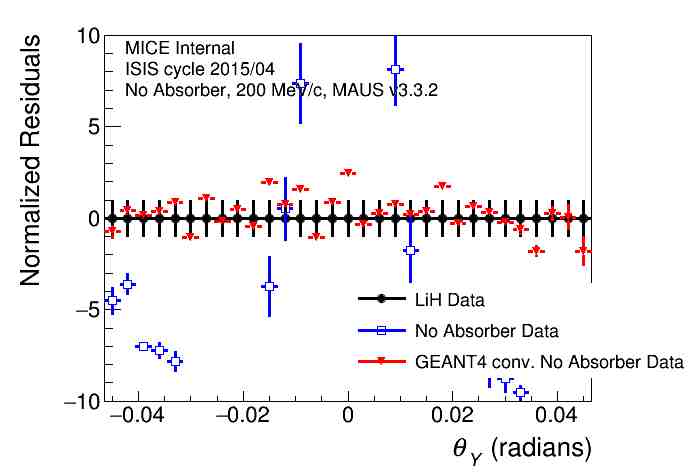 Normalized Residuals
10
5
0
−5
−10
MICE Internal
ISIS cycle 2015/04
No Absorber, 200 MeV/c, MAUS v3.3.2
LiH Data
No Absorber Data
GEANT4 conv. No Absorber Data
−0.04 −0.02 0 0.02 0.04
θY (radians)